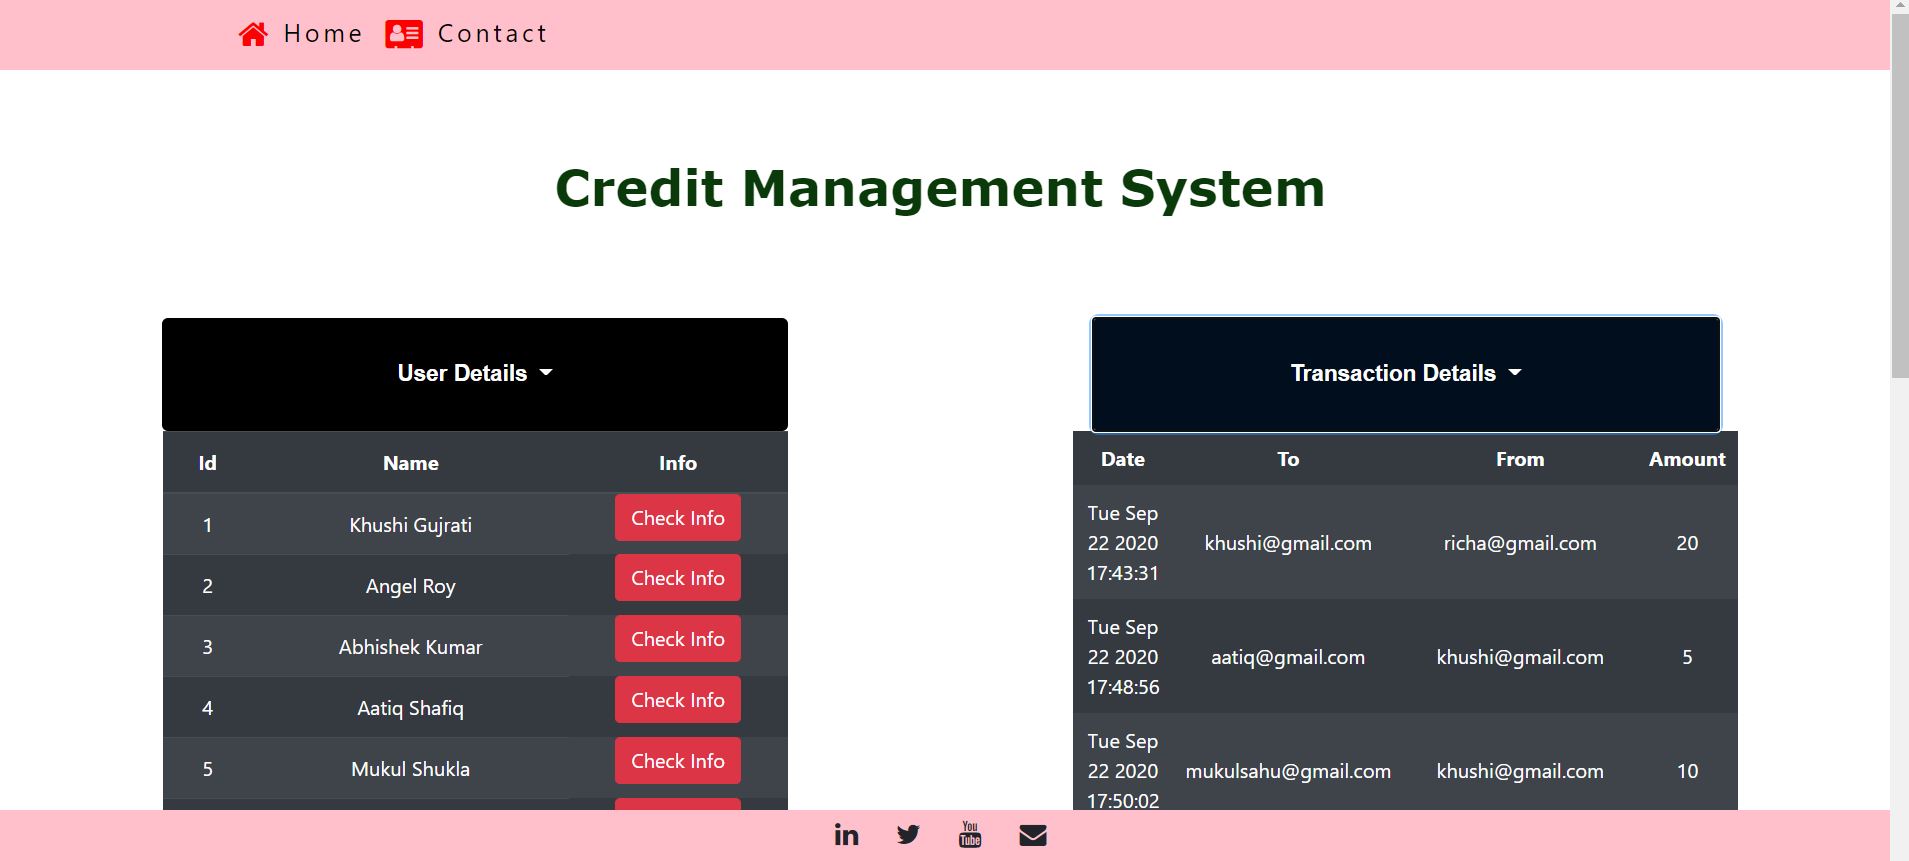 Home Contact
Credit Management System
User Details
Id Name Info
1 Khushi Gujrati Check Info
2 Angel Roy Check Info
3 Abhishek Kumar Check Info
4 Aatiq Shafiq Check Info
5 Mukul Shukla Check Info
Transaction Details
Date To From Amount
Tue Sep
22 2020 khushi@gmail.com richa@gmail.com 20
17:43:31
Tue Sep
22 2020 aatiq@gmail.com khushi@gmail.com 5
17:48:56
Tue Sep
22 2020 mukulsahu@gmail.com khushi@gmail.com 10
17:50:02
in You
Tube